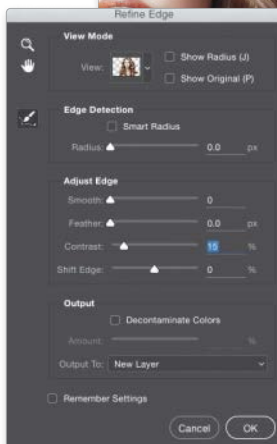 Refine Edge
View Mode
View:
Show Radius (J)
Show Original (P)
Edge Detection
Smart Radius
Radius: 0.0 px
Adjust Edge
Smooth: 0
Feather: 0.0 px
Contrast: 15 %
Shift Edge: 0 %
Output
Decontaminate Colors
Amount: %
Output To: New Layer
Remember Settings
Cancel OK